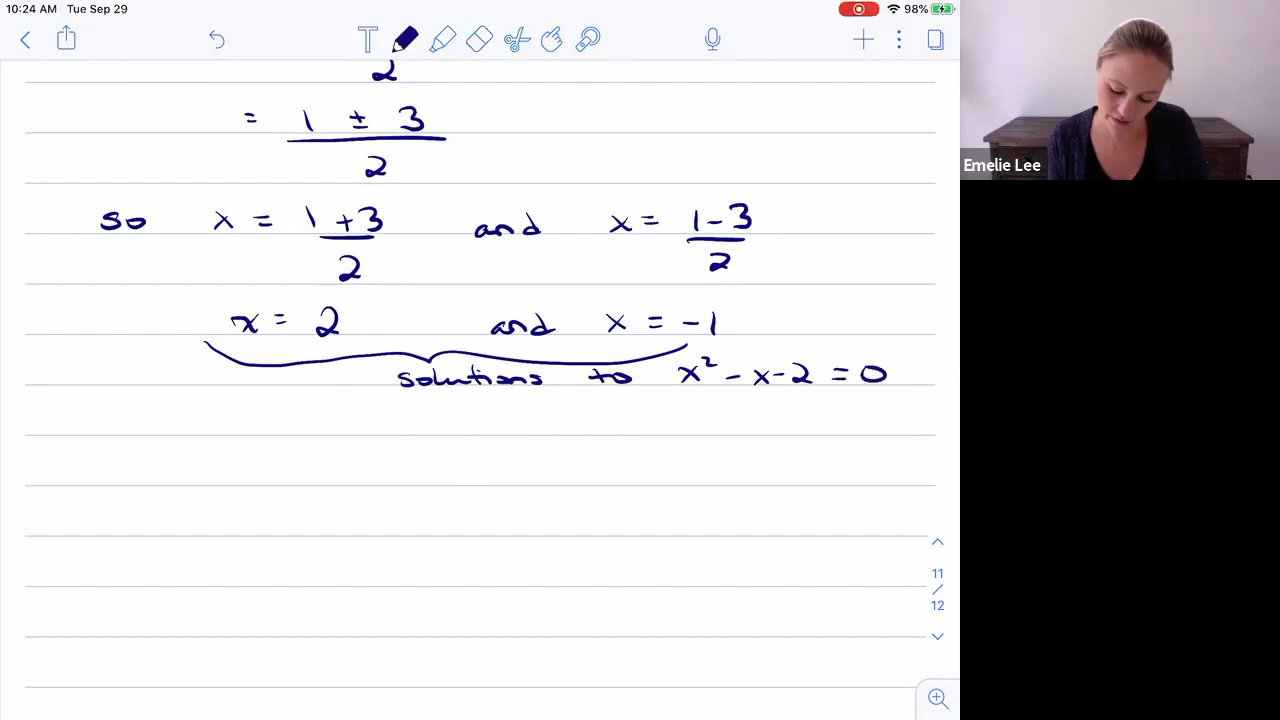 10:24 AM Tue Sep 29
98%
T
2
= 1 ± 3
2
so x = 1 + 3 and x = 1 - 3
2 2
x = 2 and x = -1
solutions to x² - x - 2 = 0
Emelie Lee
11
/
12